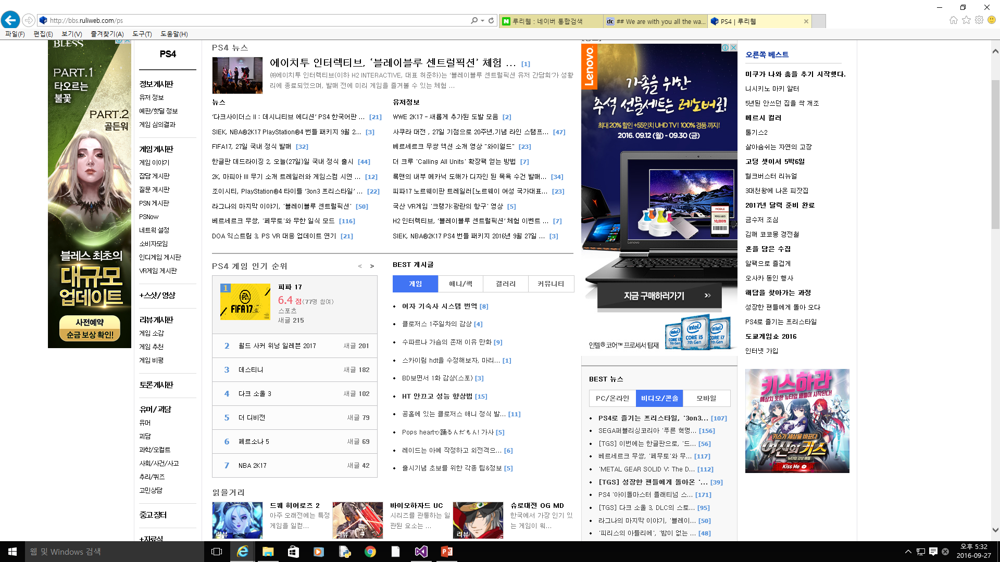 http://bbs.ruliweb.com/ps
루리웹 : 네이버 통합검색
## We are with you all the wa...
PS4 | 루리웹
파일(F) 편집(E) 보기(V) 즐겨찾기(A) 도구(T) 도움말(H)
BLESS
PART.1
타오르는
불꽃
PART.2
골든워
블레스 최초의
대규모
업데이트
사전예약
순금 보상 확인!
PS4
정보게시판
유저 정보
예판/핫딜 정보
게임 심의결과
게임게시판
게임 이야기
잡담 게시판
질문 게시판
PSN 게시판
PSNow
네트웍 설정
소비자모임
인디게임 게시판
VR게임 게시판
+스샷/영상
리뷰게시판
게임 소감
게임 추천
게임 비평
토론게시판
유머/괴담
유머
괴담
과학/오컬트
사회/사건/사고
추리/퀴즈
고민상담
중고장터
+자료실
PS4 뉴스
에이치투 인터렉티브, ‘블레이블루 센트럴픽션’ 체험 ... [1]
㈜에이치투 인터렉티브(이하 H2 INTERACTIVE, 대표 허준하)는 ‘블레이블루 센트럴픽션 유저 간담회’가 성황
리에 종료되었으며, 발매 전에 미리 게임을 즐겨볼 수 있는 체험 ...
뉴스
‘다크사이더스 II : 데시니티브 에디션’ PS4 한국어판 ... [21]
SIEK, NBA®2K17 PlayStation®4 번들 패키지 9월 2... [3]
FIFA17, 27일 국내 정식 발매 [32]
한글판 데드라이징 2, 오늘(27일)일 국내 정식 출시 [44]
2K, 마피아 III 무기 소개 트레일러와 게임스컴 시연 ... [12]
조이시티, PlayStation®4 타이틀 ‘3on3 프리스타일’ ... [22]
라그나의 마지막 이야기, '블레이블루 센트럴픽션' [50]
베르세르크 무쌍, '페무토'와 무한 일식 모드 [116]
DOA 익스트림 3, PS VR 대응 업데이트 연기 [21]
유저정보
WWE 2K17 - 새롭게 추가된 도발 모음 [2]
사쿠라 대전 , 27일 기점으로 20주년,기념 라인 스탬프... [47]
베르세르크 무쌍 액션 소개 영상 "와이얼드" [23]
더 크루 'Calling All Units' 확장팩 얻는 방법 [7]
록맨의 내부 메카닉 도해가 디자인 된 목욕 수건 발매... [34]
피파17 노르웨이판 트레일러[노르웨이 여성 국가대표... [23]
국산 VR게임 '크랭가:광란의 항구' 영상 [5]
H2 인터렉티브, ‘블레이블루 센트럴픽션’ 체험 이벤트 ... [7]
SIEK, NBA®2K17 PS4 번들 패키지 2016년 9월 27일 ... [3]
PS4 게임 인기 순위 < >
1
EA SPORTS
FIFA 17
피파 17
6.4 점(77명 참여)
스포츠
새글 215
2 월드 사커 위닝 일레븐 2017 새글 201
3 데스티니 새글 182
4 다크 소울 3 새글 102
5 더 디비전 새글 79
6 페르소나 5 새글 69
7 NBA 2K17 새글 42
BEST 게시글
게임 애니/책 갤러리 커뮤니티
여자 기숙사 시스템 번역 [8]
클로저스 1주일차의 감상 [4]
수파르나 가슴의 존재 이유 만화 [9]
스카이림 hdt을 수정해보자, 마리... [1]
BD보면서 1화 감상(스포) [3]
HT 안끄고 성능 향상법 [15]
공홈에 있는 클로저스 애니 정식 발... [11]
Pops heartで踊るんだもん! 가사 [5]
레이드는 아예 작정하고 외전격으... [6]
출시기념 초보를 위한 각종 팁&정보 [5]
읽을거리
리뷰
드퀘 히어로즈 2
아주 오래전에는 특정
게임을 일컫...
리뷰
바이오하자드 UC
시리즈를 관통하는 일
관된 요소는 ...
리뷰
슈로대전 OG MD
한국에서 가장 인기 있
는 게임이 뭐...
Lenovo
가족을 위한
추석 선물세트는 레노버로!
최대 20% 할인 +55인치 UHD TV! 100% 경품 까지!
2016. 09.12 (월) - 09.30 (금)
MOBILE
10,000원
Lenovo
지금 구매하러가기 »
인텔® 코어™ 프로세서 탑재
intel CORE i3 7th Gen
intel CORE i5 7th Gen
intel CORE i7 7th Gen
BEST 뉴스
PC/온라인 비디오/콘솔 모바일
PS4로 즐기는 프리스타일, '3on3... [107]
SEGA퍼블리싱코리아 '푸른 혁명... [156]
[TGS] 이번에는 한글판으로, '드... [56]
베르세르크 무쌍, '페무토'와 무... [117]
'METAL GEAR SOLID V: The D... [112]
[TGS] 성장한 팬들에게 돌아온 '... [39]
PS4 '아이돌마스터 플래티넘 스... [171]
[TGS] 다크 소울 3, DLC의 스토... [95]
라그나의 마지막 이야기, '블레이... [50]
'피리스의 아틀리에', '밤이 없는 ... [48]
오른쪽 베스트
미쿠가 나와 춤을 추기 시작햇다.
니시키노 마키 알터
5년된 안쓰던 집을 싹 개조
메르시 컬러
톨기스2
살아숨쉬는 자연의 고장
고딩 셋이서 5박6일
헐크버스터 리뉴얼
3대천왕에 나온 피잣집
2017년 달력 준비 완료
금수저 조심
김해 코코몽 경전철
혼을 담은 수집
알팩으로 즐겁게
오사카 동인 행사
해답을 찾아가는 과정
성장한 팬들에게 돌아 오다
PS4로 즐기는 프리스타일
도쿄게임쇼 2016
인터넷 가입
키스하라
예상치 못한 뉴타입 배틀이 시작된다!
키스가 세상을 바꾼다
여신의 키스
뉴타입 감성 배틀
Kiss Me
웹 및 Windows 검색
오후 5:32
2016-09-27